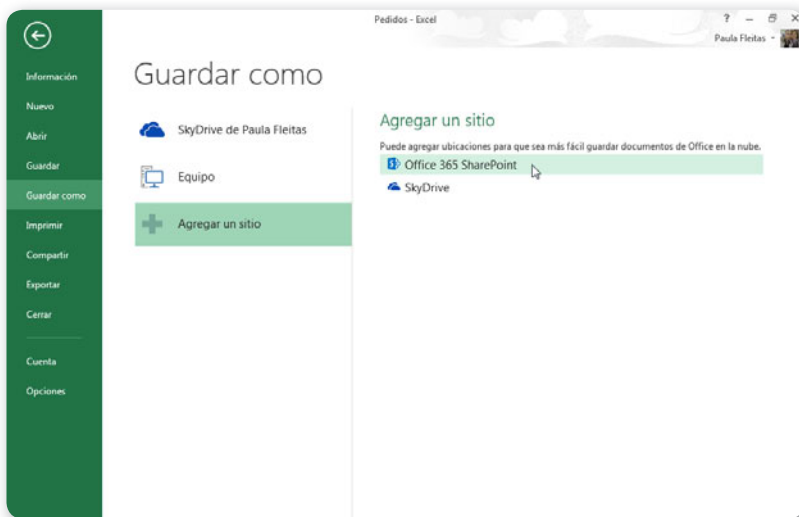 Pedidos - Excel
?
Paula Fleitas
Información
Nuevo
Abrir
Guardar
Guardar como
Imprimir
Compartir
Exportar
Cerrar
Cuenta
Opciones
Guardar como
SkyDrive de Paula Fleitas
Equipo
Agregar un sitio
Agregar un sitio
Puede agregar ubicaciones para que sea más fácil guardar documentos de Office en la nube.
Office 365 SharePoint
SkyDrive